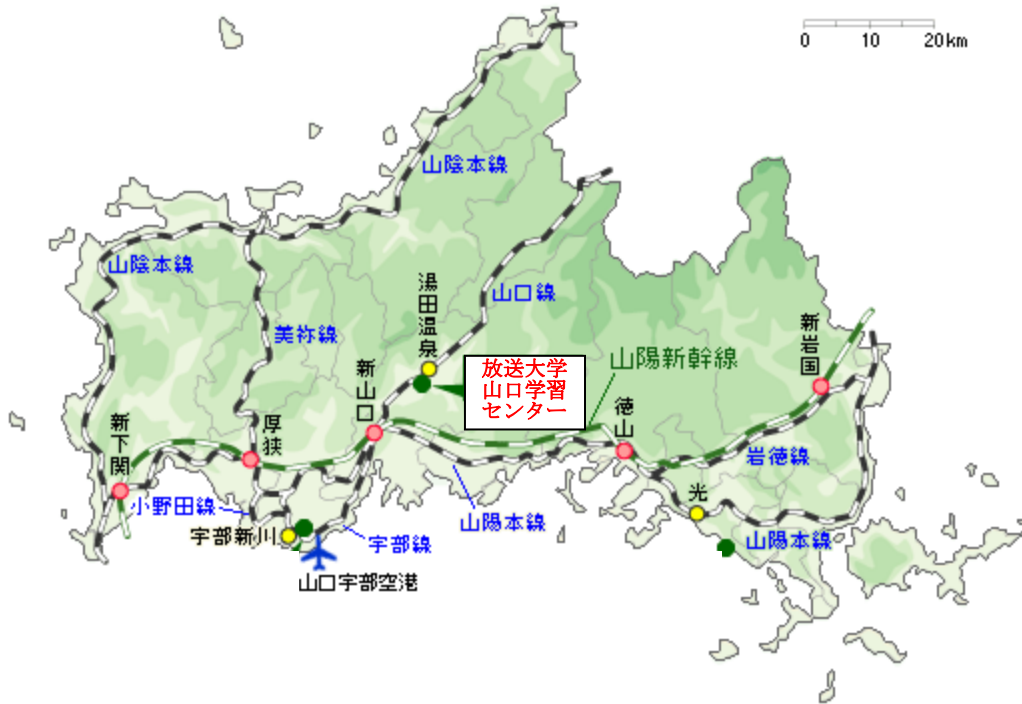 0 10 20km
山陰本線
山陰本線
山口線
湯田温泉
美祢線
新岩国
新山口
放送大学
山口学習
センター
山陽新幹線
徳山
新下関
厚狭
岩徳線
光
小野田線
山陽本線
宇部新川
宇部線
山陽本線
山口宇部空港